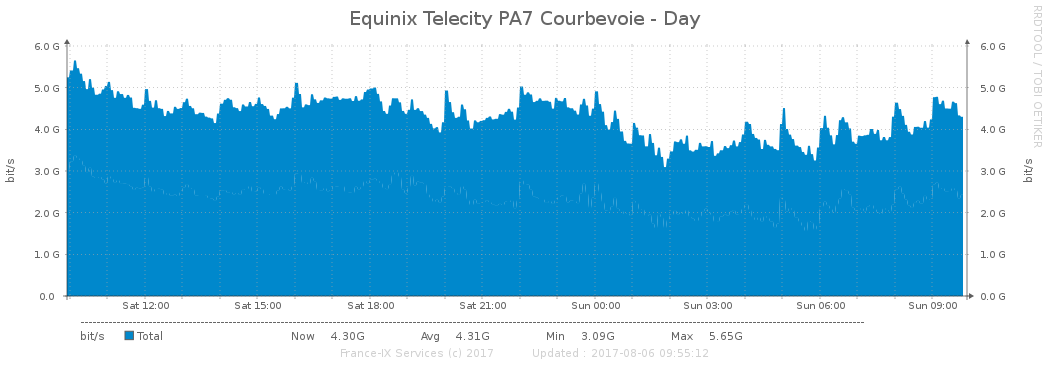 Equinix Telecity PA7 Courbevoie - Day
RRDTOOL / TOBI OETIKER
6.0 G 6.0 G
5.0 G 5.0 G
4.0 G 4.0 G
3.0 G 3.0 G
2.0 G 2.0 G
1.0 G 1.0 G
0.0 0.0 G
bit/s bit/s
Sat 12:00 Sat 15:00 Sat 18:00 Sat 21:00 Sun 00:00 Sun 03:00 Sun 06:00 Sun 09:00
bit/s Total Now 4.30G Avg 4.31G Min 3.09G Max 5.65G
France-IX Services (c) 2017 Updated : 2017-08-06 09:55:12